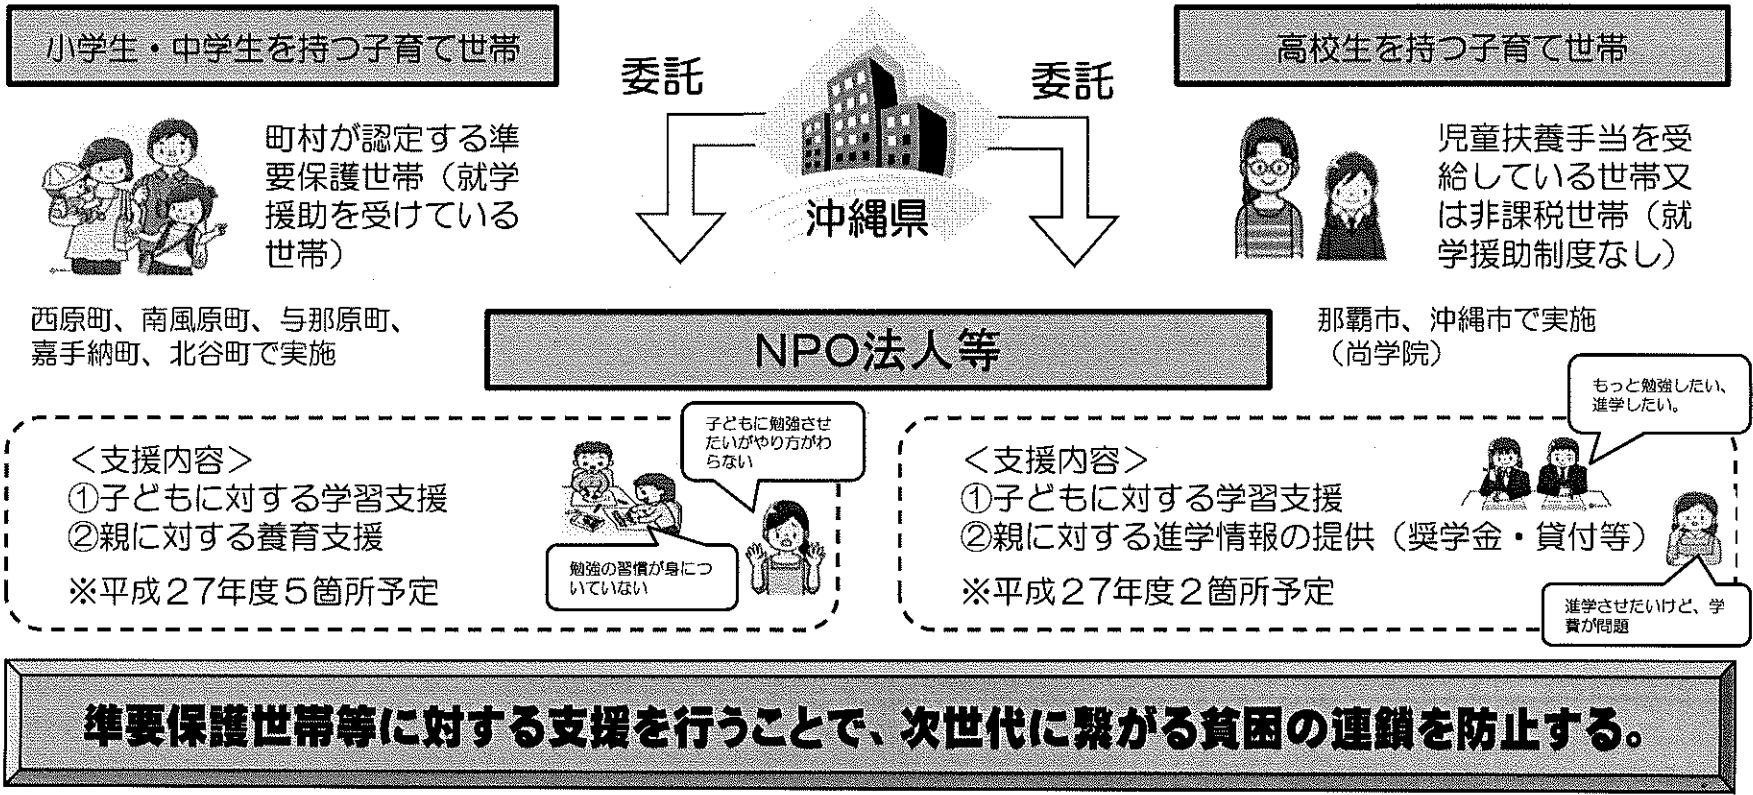 小学生・中学生を持つ子育て世帯
町村が認定する準
要保護世帯（就学
援助を受けている
世帯）
西原町、南風原町、与那原町、
嘉手納町、北谷町で実施
委託
委託
沖縄県
高校生を持つ子育て世帯
児童扶養手当を受
給している世帯又
は非課税世帯（就
学援助制度なし）
那覇市、沖縄市で実施
（尚学院）
NPO法人等
＜支援内容＞
①子どもに対する学習支援
②親に対する養育支援
※平成２７年度５箇所予定
子どもに勉強させ
たいがやり方がわ
らない
勉強の習慣が身につ
いていない
＜支援内容＞
①子どもに対する学習支援
②親に対する進学情報の提供（奨学金・貸付等）
※平成２７年度２箇所予定
もっと勉強したい、
進学したい。
進学させたいけど、学
費が問題
準要保護世帯等に対する支援を行うことで、次世代に繋がる貧困の連鎖を防止する。